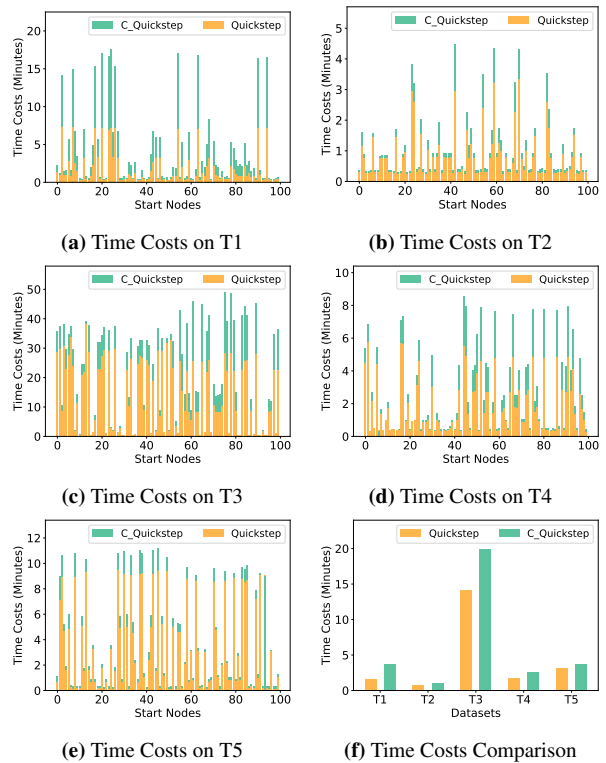 C_Quickstep Quickstep
Time Costs (Minutes)
20
15
10
5
0
0 20 40 60 80 100
Start Nodes
(a) Time Costs on T1
C_Quickstep Quickstep
Time Costs (Minutes)
5
4
3
2
1
0
0 20 40 60 80 100
Start Nodes
(b) Time Costs on T2
C_Quickstep Quickstep
Time Costs (Minutes)
50
40
30
20
10
0
0 20 40 60 80 100
Start Nodes
(c) Time Costs on T3
C_Quickstep Quickstep
Time Costs (Minutes)
10
8
6
4
2
0
0 20 40 60 80 100
Start Nodes
(d) Time Costs on T4
C_Quickstep Quickstep
Time Costs (Minutes)
12
10
8
6
4
2
0
0 20 40 60 80 100
Start Nodes
(e) Time Costs on T5
Quickstep C_Quickstep
Time Costs (Minutes)
20
15
10
5
0
T1 T2 T3 T4 T5
Datasets
(f) Time Costs Comparison